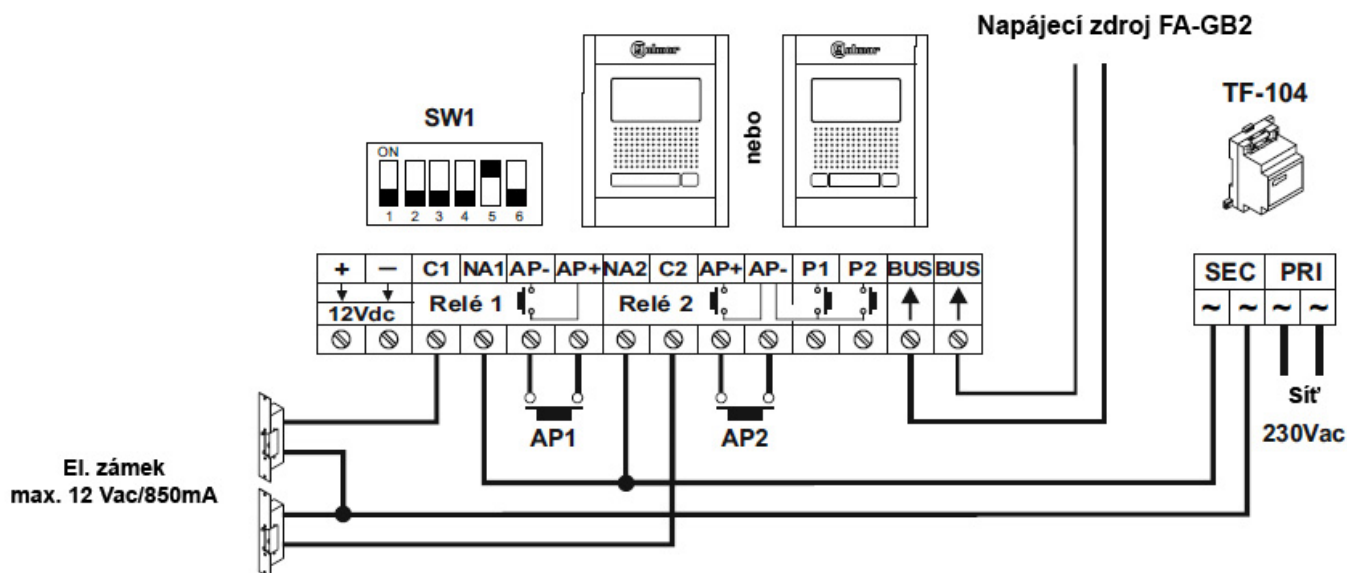 Napájecí zdroj FA-GB2
Golmar
Golmar
TF-104
SW1
nebo
ON
1 2 3 4 5 6
+ − C1 NA1 AP- AP+ NA2 C2 AP+ AP- P1 P2 BUS BUS
SEC PRI
12Vdc
Relé 1
Relé 2
~ ~ ~ ~
AP1
AP2
Síť
230Vac
El. zámek
max. 12 Vac/850mA